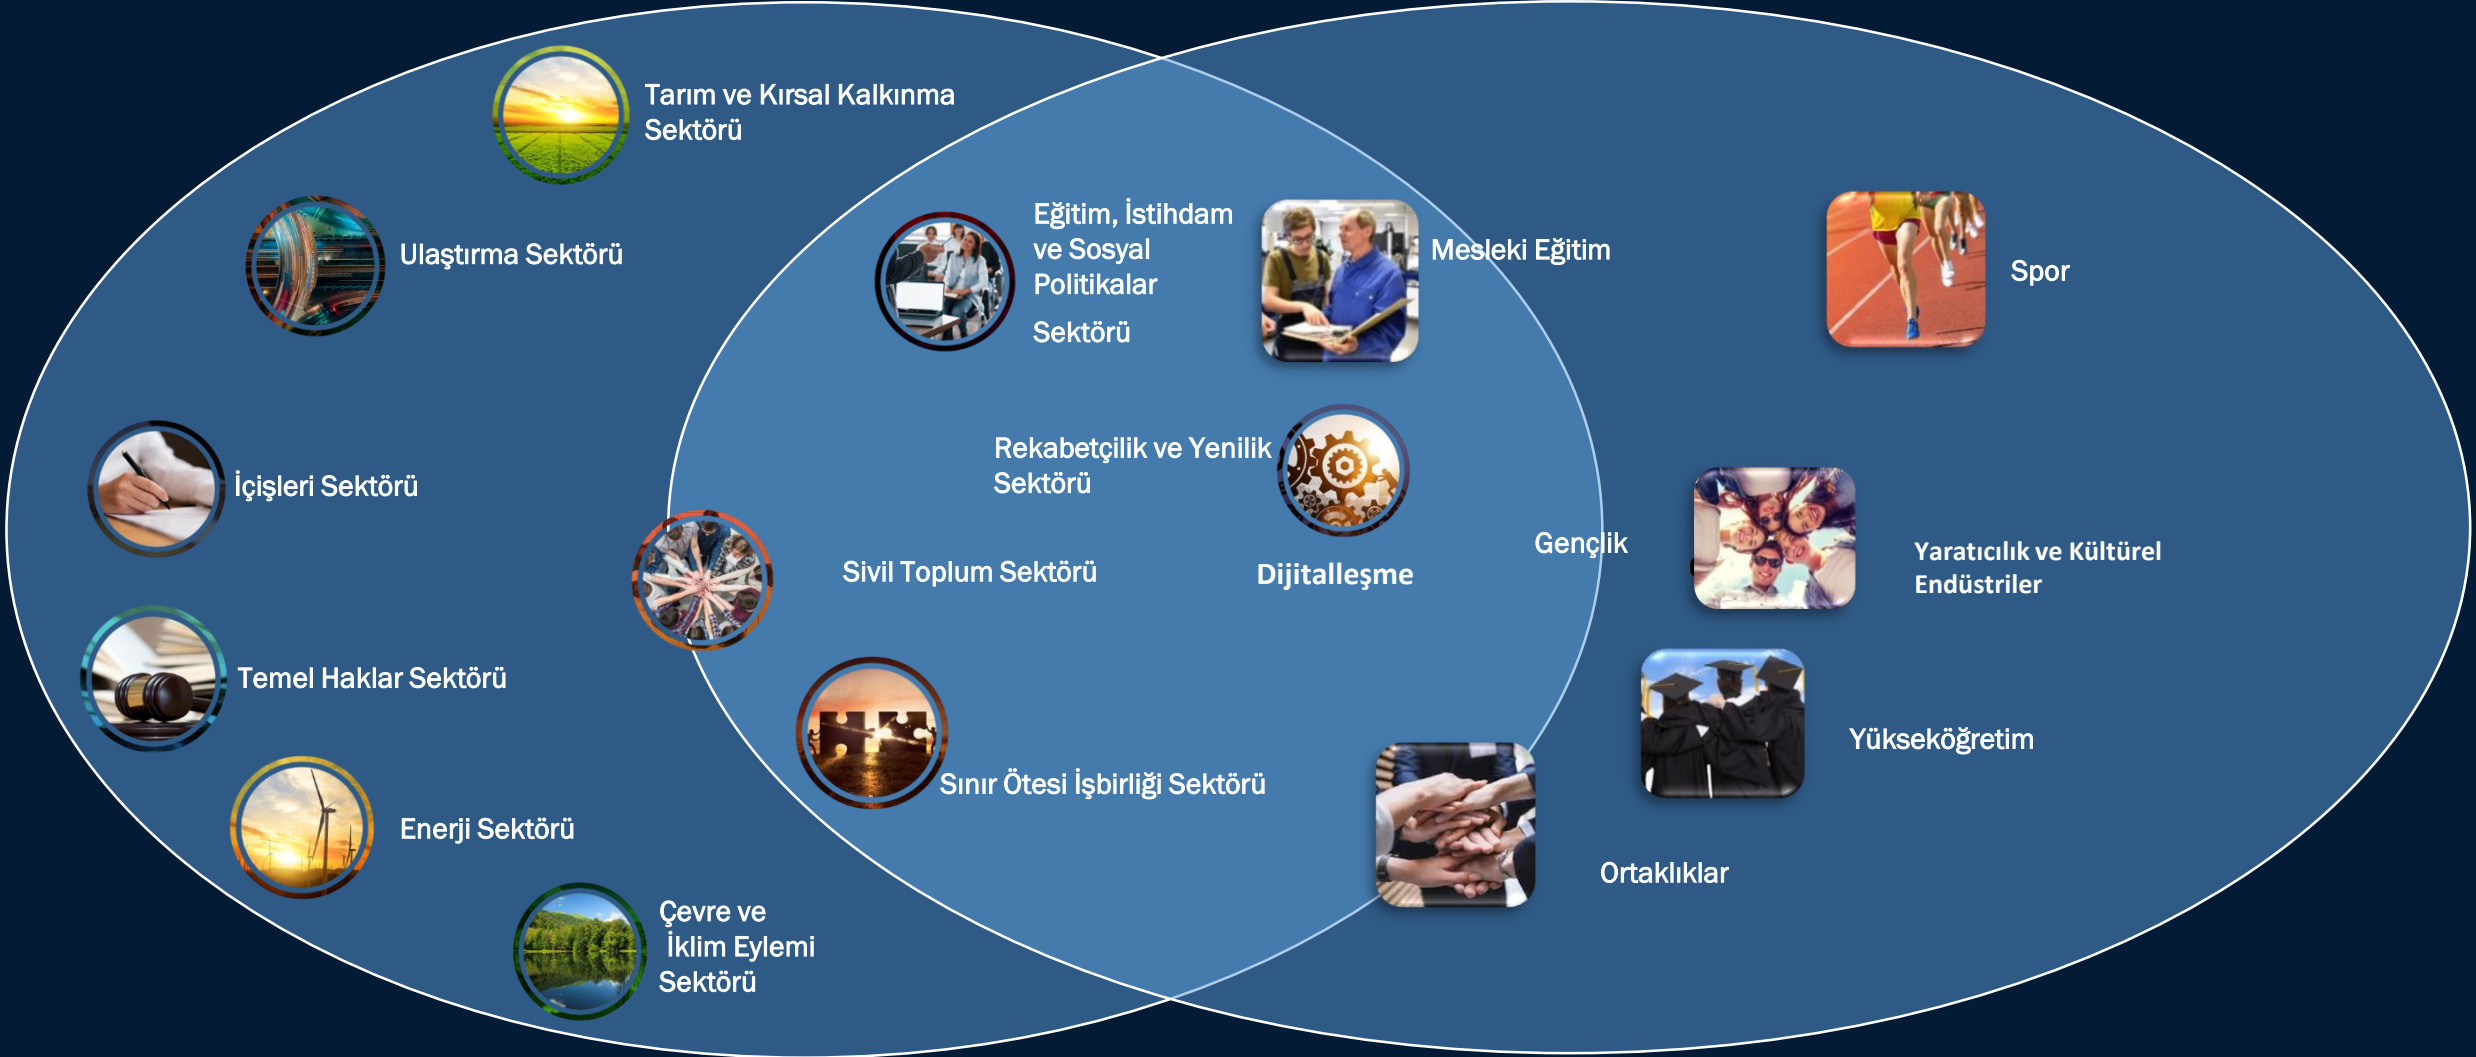 Tarım ve Kırsal Kalkınma
Sektörü
Ulaştırma Sektörü
İçişleri Sektörü
Temel Haklar Sektörü
Enerji Sektörü
Çevre ve
İklim Eylemi
Sektörü
Eğitim, İstihdam
ve Sosyal
Politikalar
Sektörü
Mesleki Eğitim
Rekabetçilik ve Yenilik
Sektörü
Sivil Toplum Sektörü
Dijitalleşme
Sınır Ötesi İşbirliği Sektörü
Spor
Gençlik
Yaratıcılık ve Kültürel
Endüstriler
Yükseköğretim
Ortaklıklar